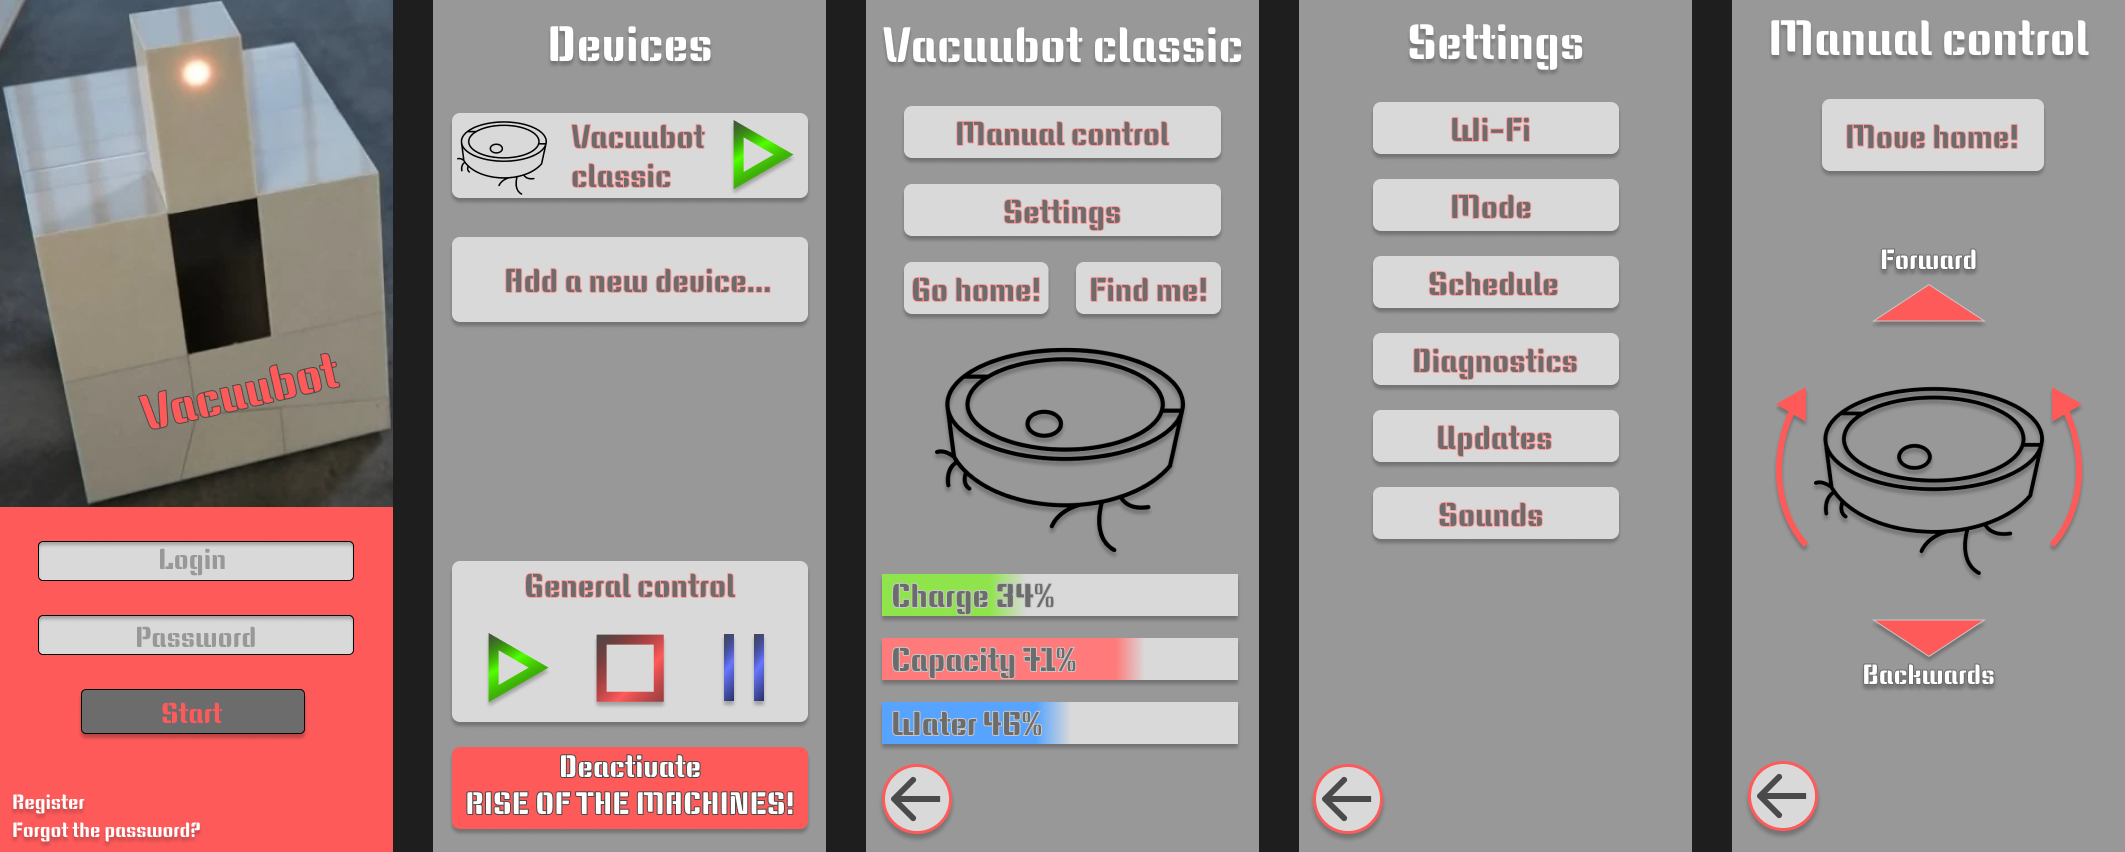 Vacuubot
Login
Password
Start
Register
Forgot the password?
Devices
Vacuubot
classic
Add a new device...
General control
Deactivate
RISE OF THE MACHINES!
Vacuubot classic
Manual control
Settings
Go home!
Find me!
Charge 34%
Capacity 71%
Water 46%
Settings
Wi-Fi
Mode
Schedule
Diagnostics
Updates
Sounds
Manual control
Move home!
Forward
Backwards